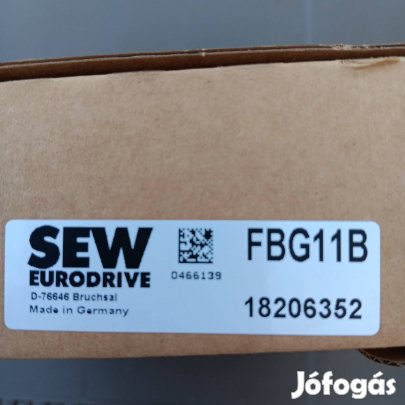 SEW
EURODRIVE
D-76646 Bruchsal
Made in Germany
0466139
FBG11B
18206352
Jófogás